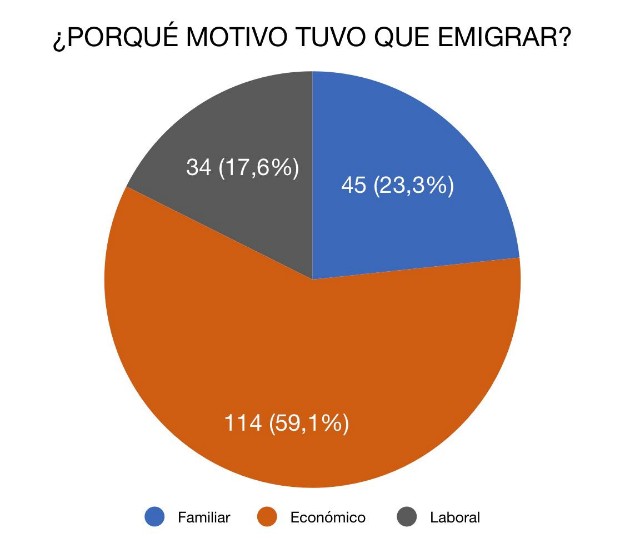 ¿PORQUÉ MOTIVO TUVO QUE EMIGRAR?
34 (17,6%)
45 (23,3%)
114 (59,1%)
Familiar
Económico
Laboral